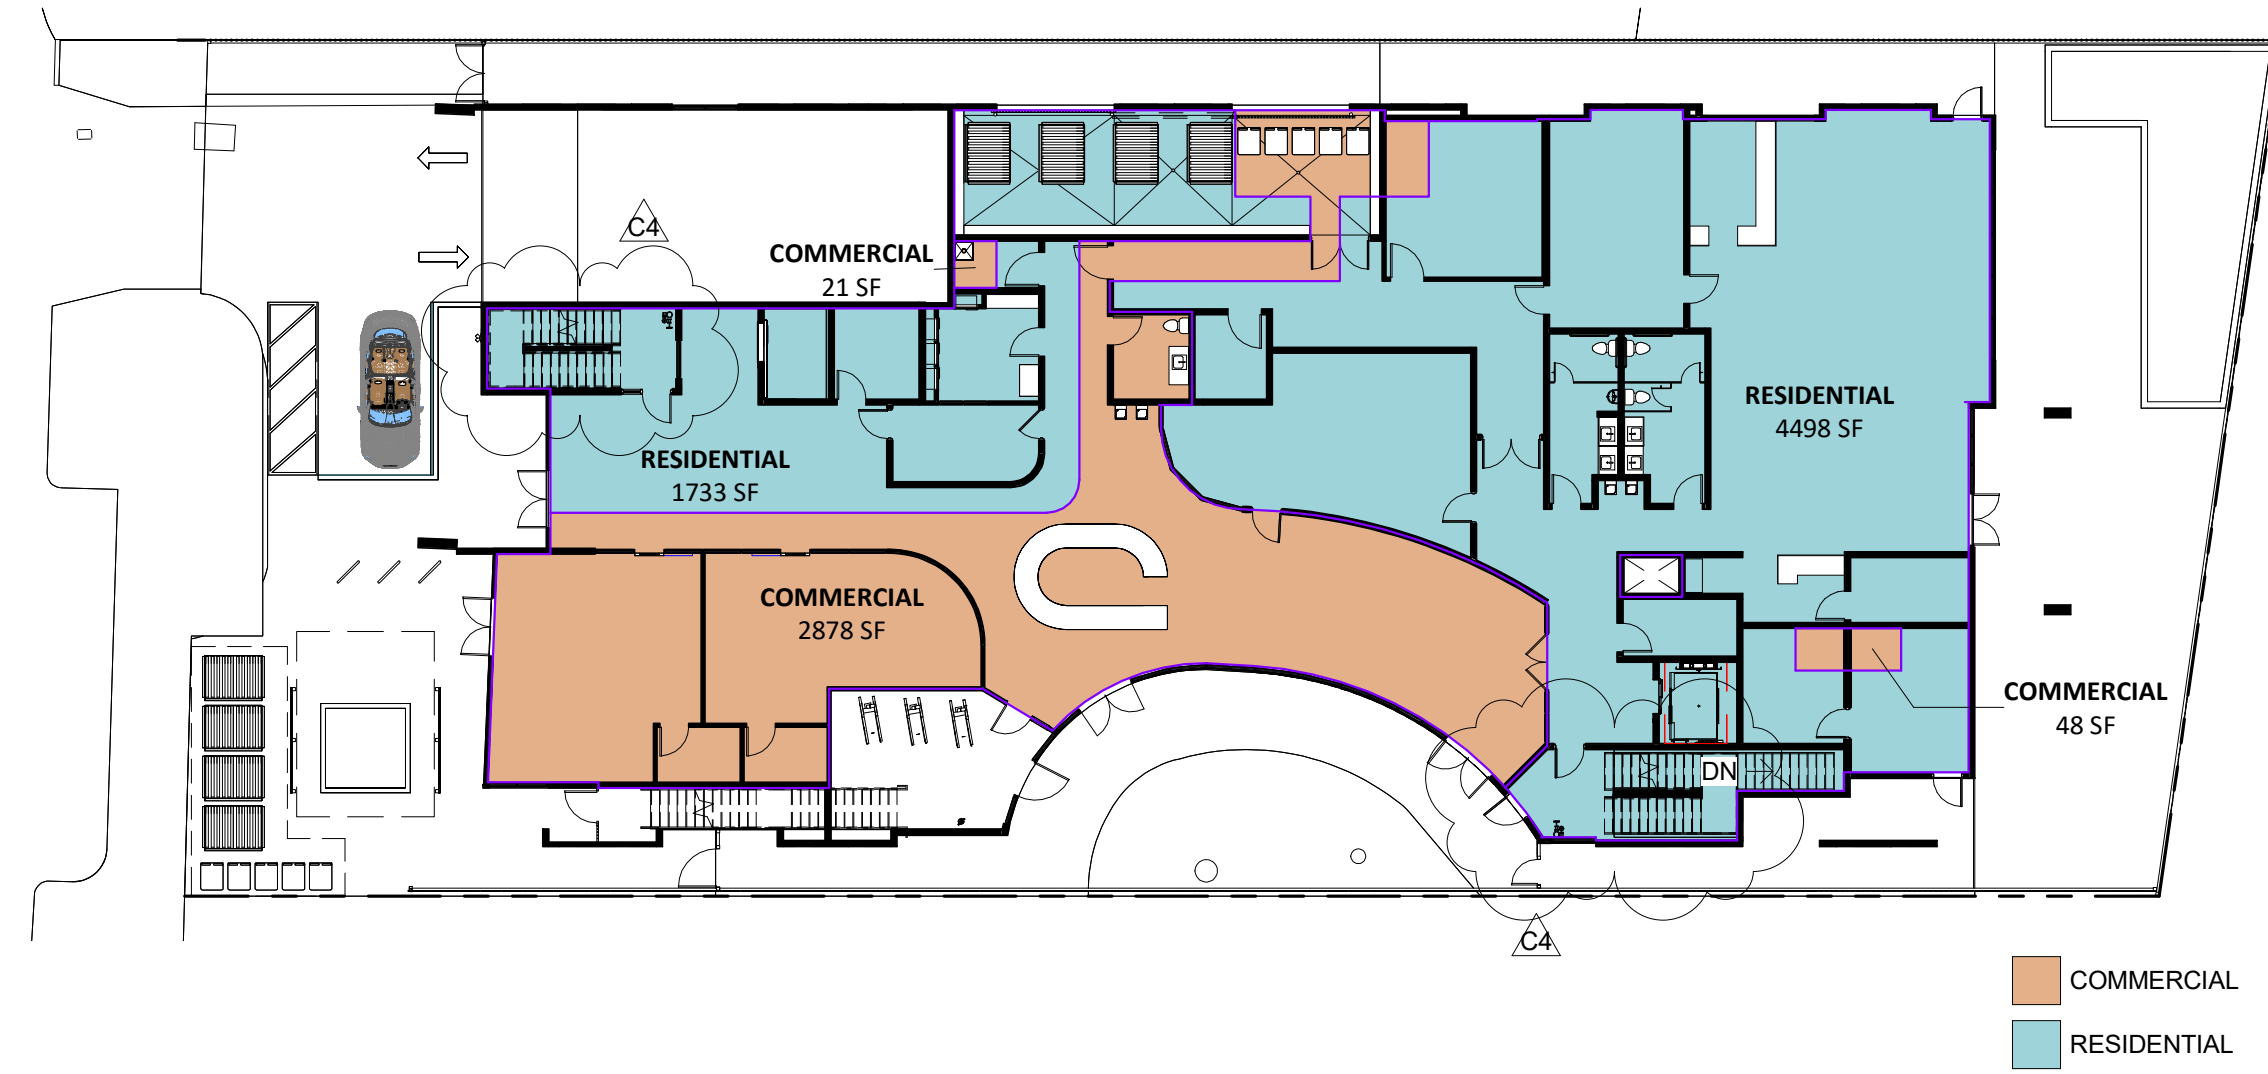 C4
COMMERCIAL
21 SF
RESIDENTIAL
4498 SF
RESIDENTIAL
1733 SF
COMMERCIAL
2878 SF
COMMERCIAL
48 SF
DN
C4
COMMERCIAL
RESIDENTIAL